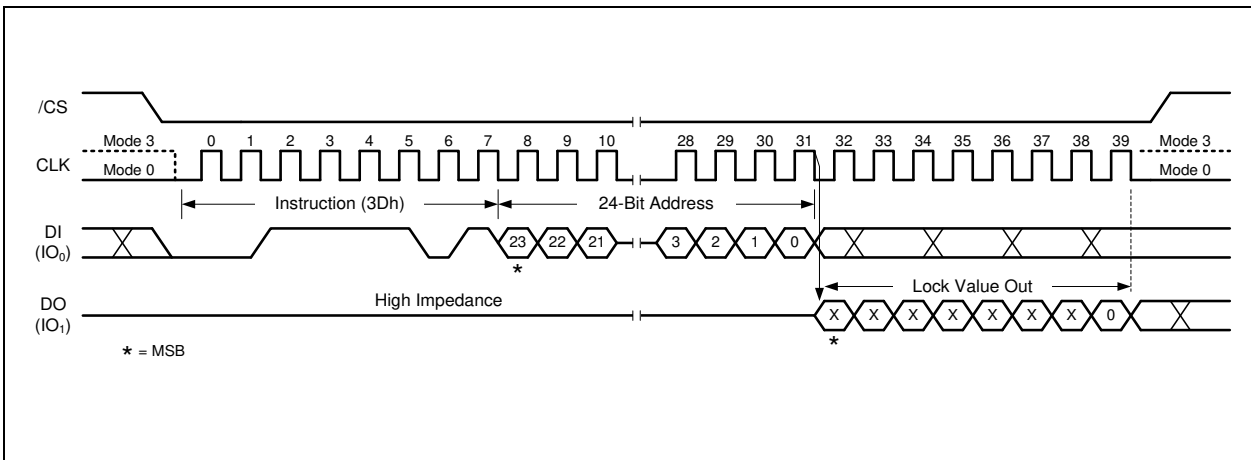 /CS
Mode 3 0 1 2 3 4 5 6 7 8 9 10 28 29 30 31 32 33 34 35 36 37 38 39 Mode 3
CLK
Mode 0 Mode 0
Instruction (3Dh) 24-Bit Address
DI
(IO₀)
23 22 21 3 2 1 0
*
Lock Value Out
High Impedance
DO
(IO₁)
X X X X X X X 0
*
* = MSB